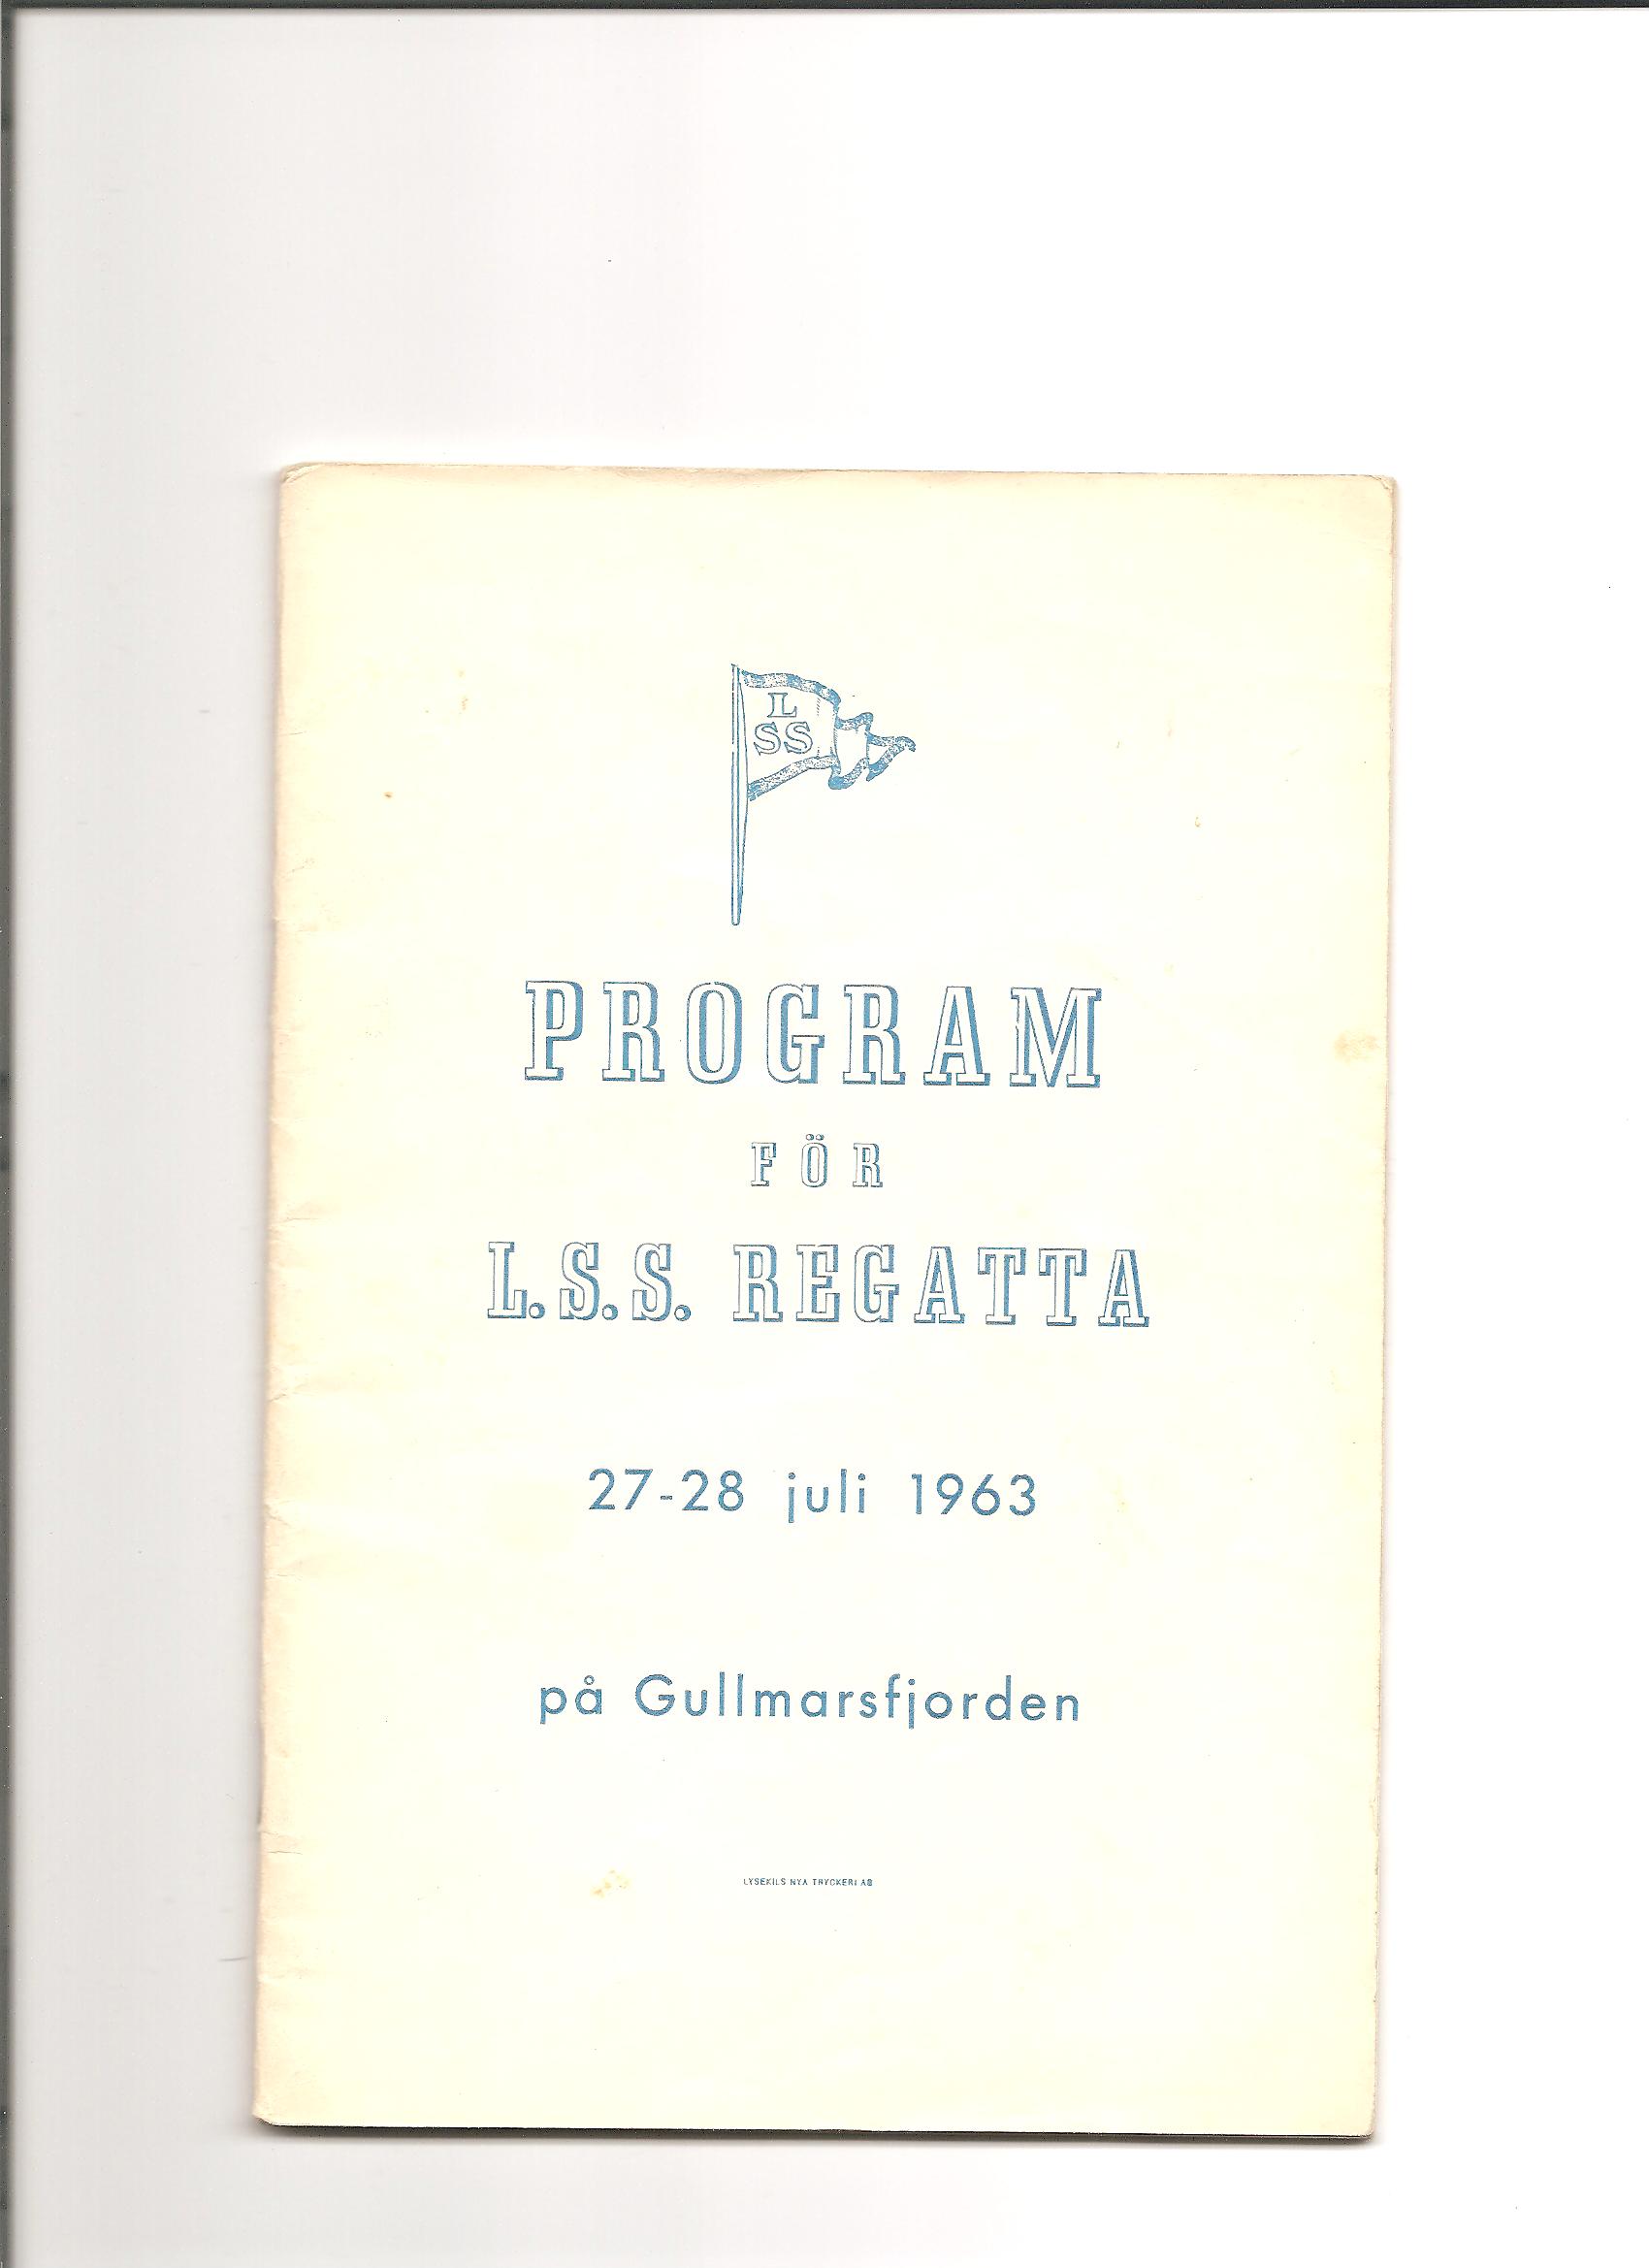 L
SS
PROGRAM
FÖR
L.S.S. REGATTA
27-28 juli 1963
på Gullmarsfjorden
LYSEKILS NYA TRYCKERI AB